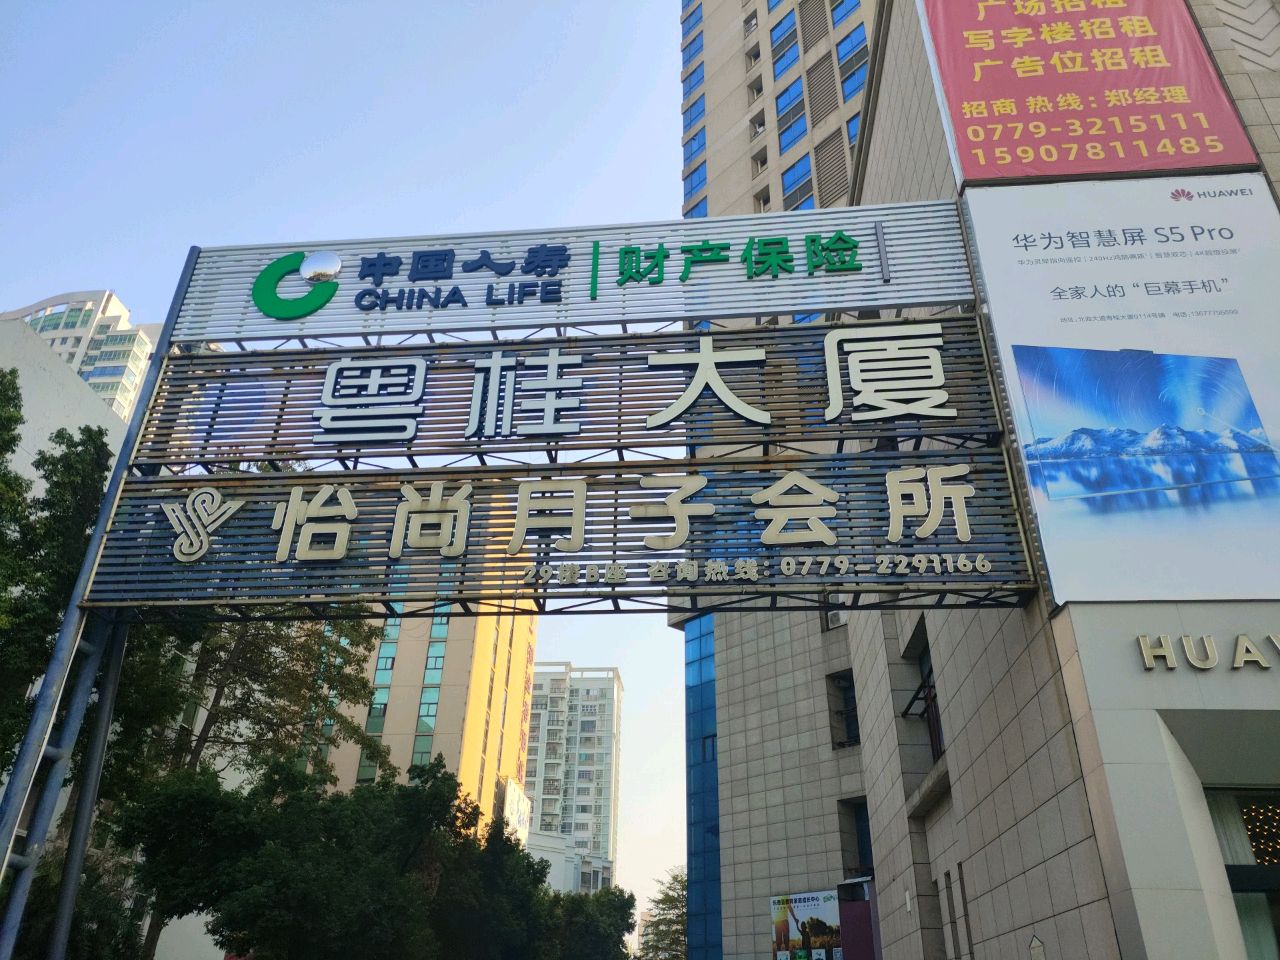 广场招租
写字楼招租
广告位招租
招商热线：郑经理
0779-3215111
15907811485
HUAWEI
华为智慧屏 S5 Pro
全家人的“巨幕手机”
中国人寿
CHINA LIFE
财产保险
粤桂大厦
怡尚月子会所
29楼B座 咨询热线：0779-2291166